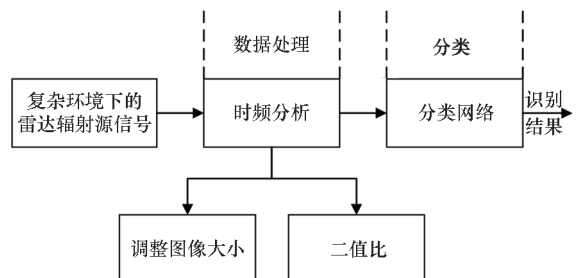 数据处理
分类
复杂环境下的
雷达辐射源信号
时频分析
分类网络
识别
结果
调整图像大小
二值比